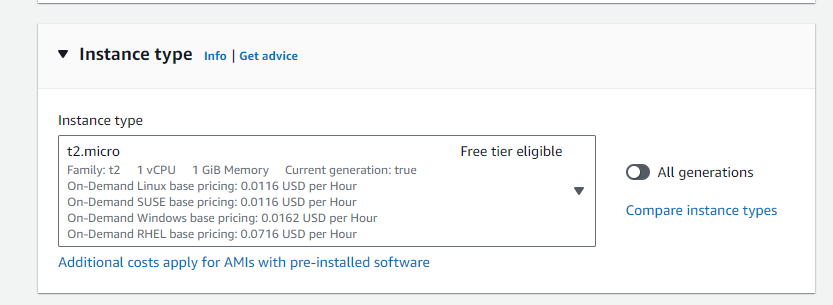 Instance type Info | Get advice
Instance type
t2.micro Free tier eligible
Family: t2 1 vCPU 1 GiB Memory Current generation: true
On-Demand Linux base pricing: 0.0116 USD per Hour
On-Demand SUSE base pricing: 0.0116 USD per Hour
On-Demand Windows base pricing: 0.0162 USD per Hour
On-Demand RHEL base pricing: 0.0716 USD per Hour
All generations
Compare instance types
Additional costs apply for AMIs with pre-installed software